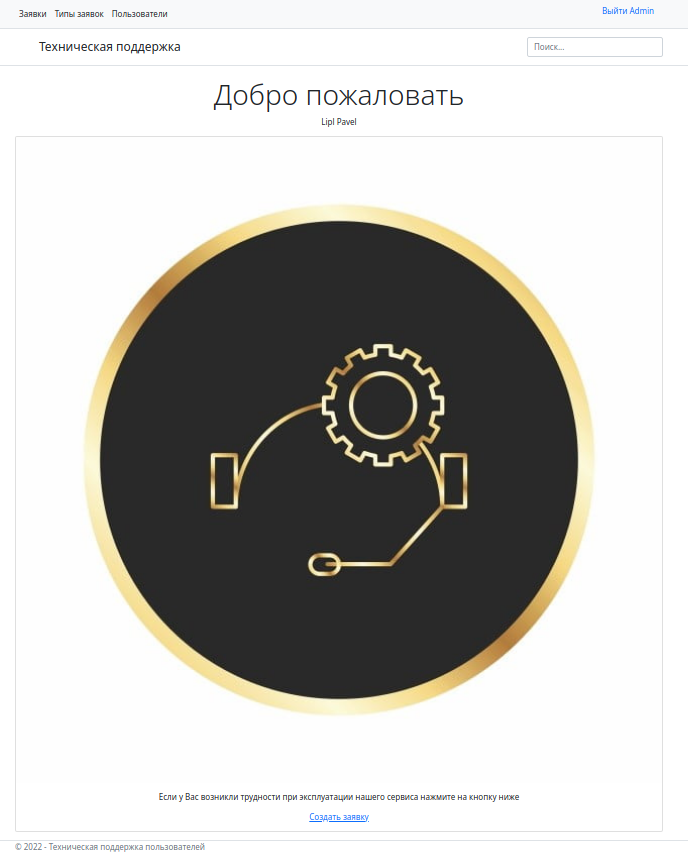 Заявки Типы заявок Пользователи Выйти Admin
Техническая поддержка Поиск...
Добро пожаловать
Lipl Pavel
Если у Вас возникли трудности при эксплуатации нашего сервиса нажмите на кнопку ниже
Создать заявку
© 2022 - Техническая поддержка пользователей